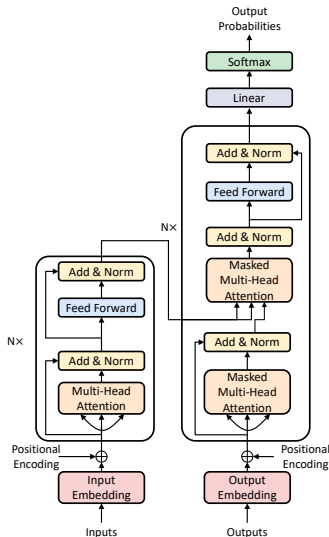 Output
Probabilities
Softmax
Linear
Add & Norm
Feed Forward
Add & Norm
Masked
Multi-Head
Attention
N×
Add & Norm
Masked
Multi-Head
Attention
Positional
Encoding
Output
Embedding
Outputs
Add & Norm
Feed Forward
N×
Add & Norm
Multi-Head
Attention
Positional
Encoding
Input
Embedding
Inputs